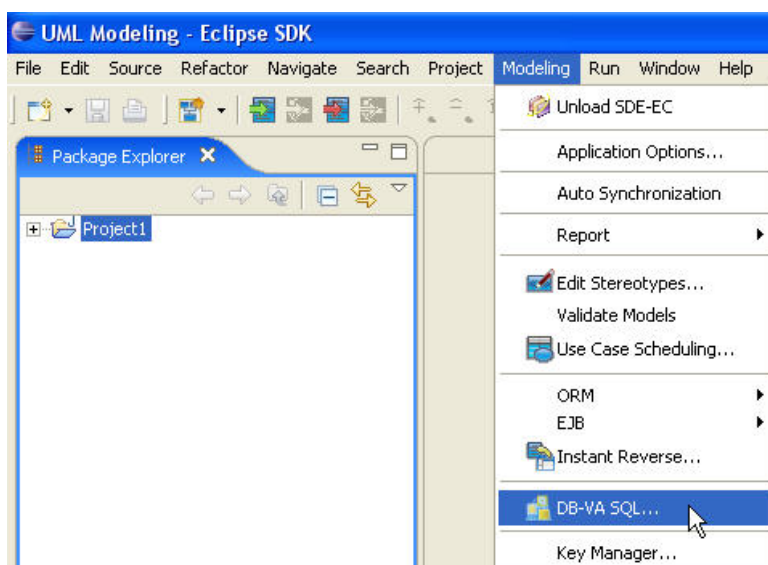 UML Modeling - Eclipse SDK
File Edit Source Refactor Navigate Search Project Modeling Run Window Help
Unload SDE-EC
Package Explorer
Application Options...
Auto Synchronization
Project1
Report
Edit Stereotypes...
Validate Models
Use Case Scheduling...
ORM
EJB
Instant Reverse...
DB-VA SQL...
Key Manager...